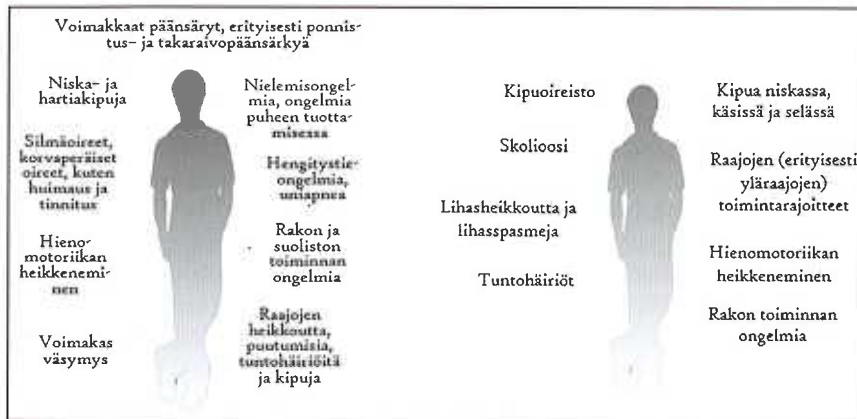 Voimakkaat päänsäryt, erityisesti ponnis-
tus- ja takaraivopäänsärkyä
Niska- ja
hartiakipuja
Silmäoireet,
korvaperäiset
oireet, kuten
huimaus ja
tinnitus
Hieno-
motoriikan
heikkenemi-
nen
Voimakas
väsymys
Nielemisongel-
mia, ongelmia
puheen tuotta-
misessa
Hengitystie-
ongelmia,
uniapnea
Rakon ja
suoliston
toiminnan
ongelmia
Raajojen
heikkoutta,
puutumisia,
tuntohäiriöitä
ja kipuja
Kipuoireisto
Skolioosi
Lihasheikkoutta ja
lihasspasmeja
Tuntohäiriöt
Kipua niskassa,
käsissä ja selässä
Raajojen (erityisesti
yläraajojen)
toimintarajoitteet
Hienomotoriikan
heikkeneminen
Rakon toiminnan
ongelmia